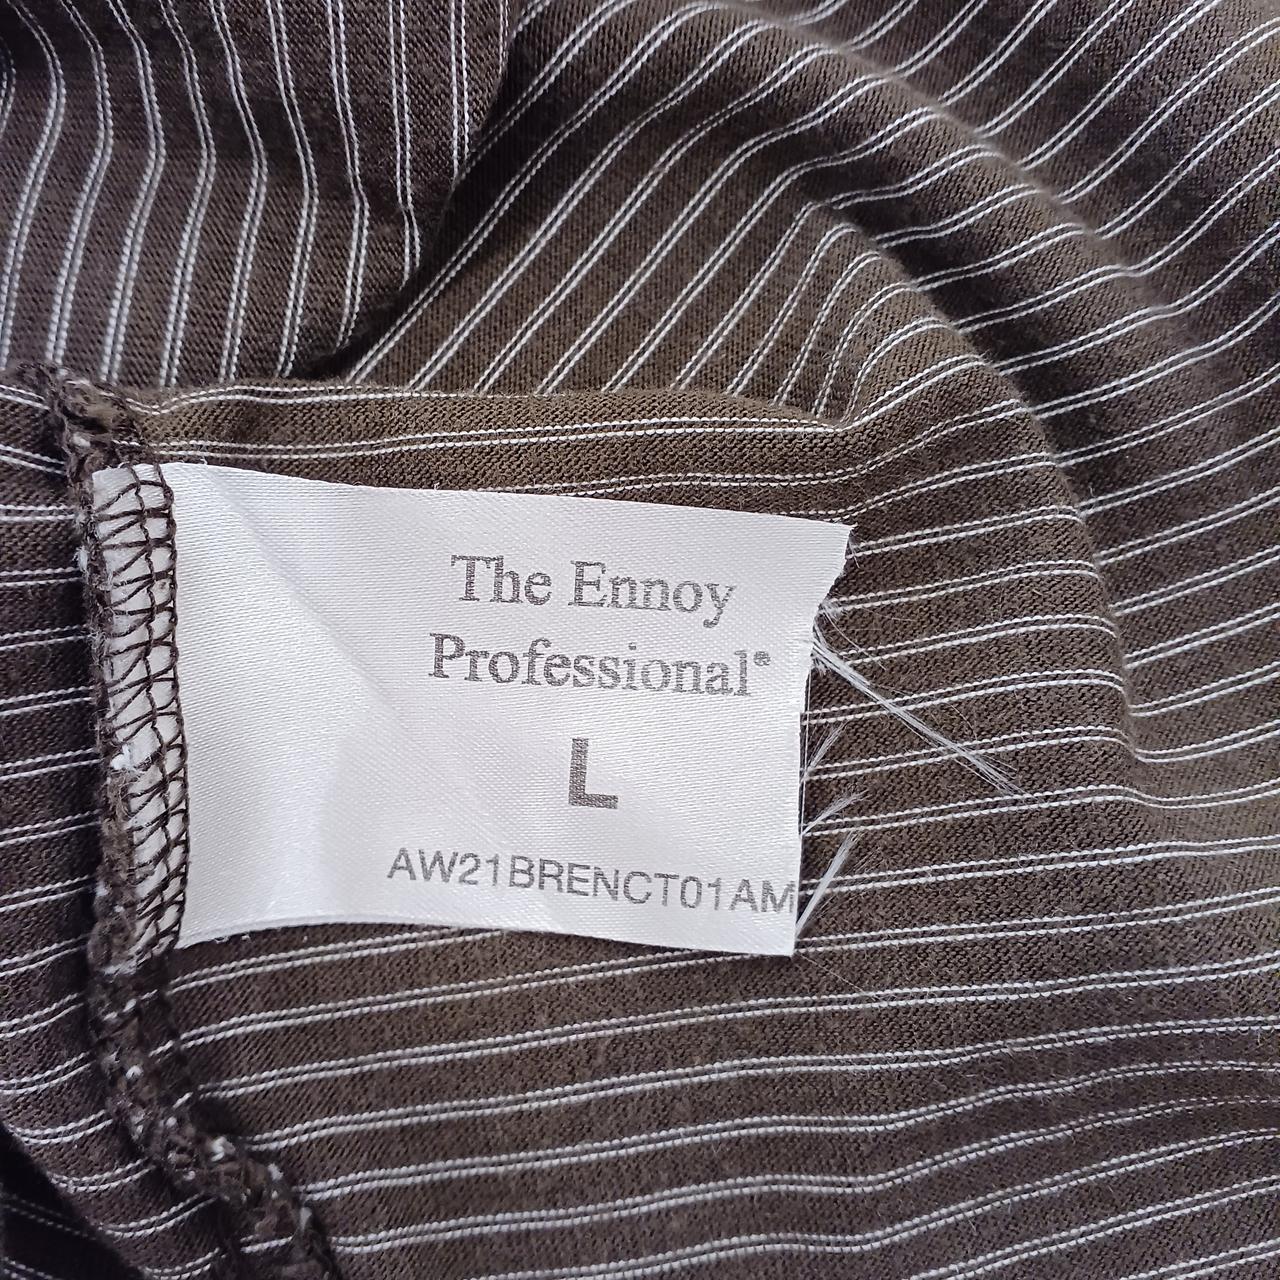 The Ennoy
Professional®
L
AW21BRENCT01AM